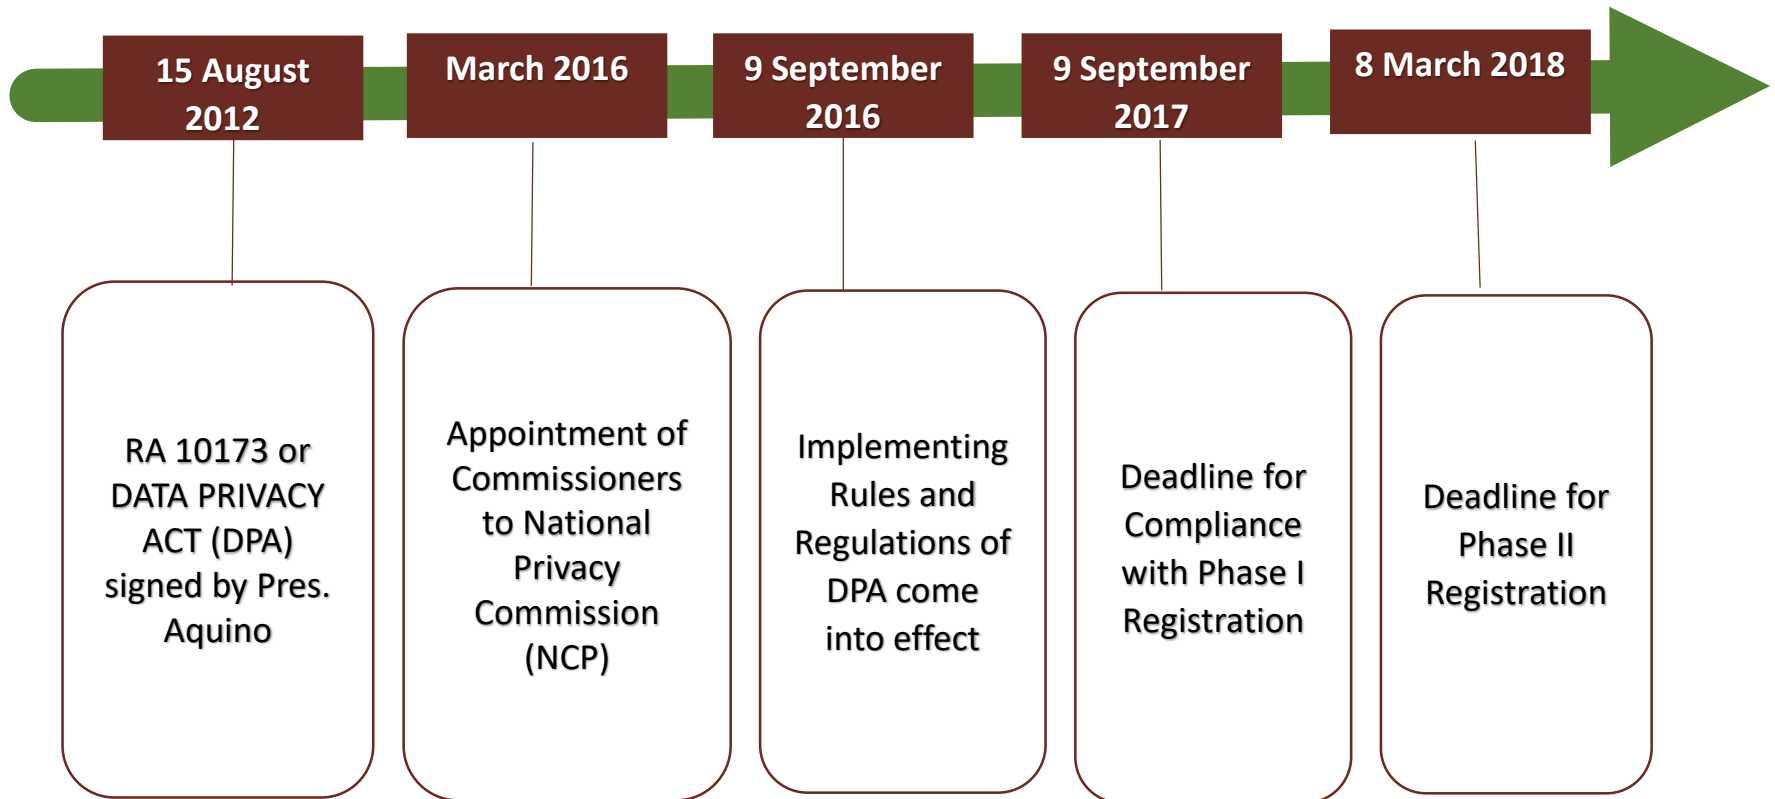 15 August
2012
March 2016
9 September
2016
9 September
2017
8 March 2018
RA 10173 or
DATA PRIVACY
ACT (DPA)
signed by Pres.
Aquino
Appointment of
Commissioners
to National
Privacy
Commission
(NCP)
Implementing
Rules and
Regulations of
DPA come
into effect
Deadline for
Compliance
with Phase I
Registration
Deadline for
Phase II
Registration